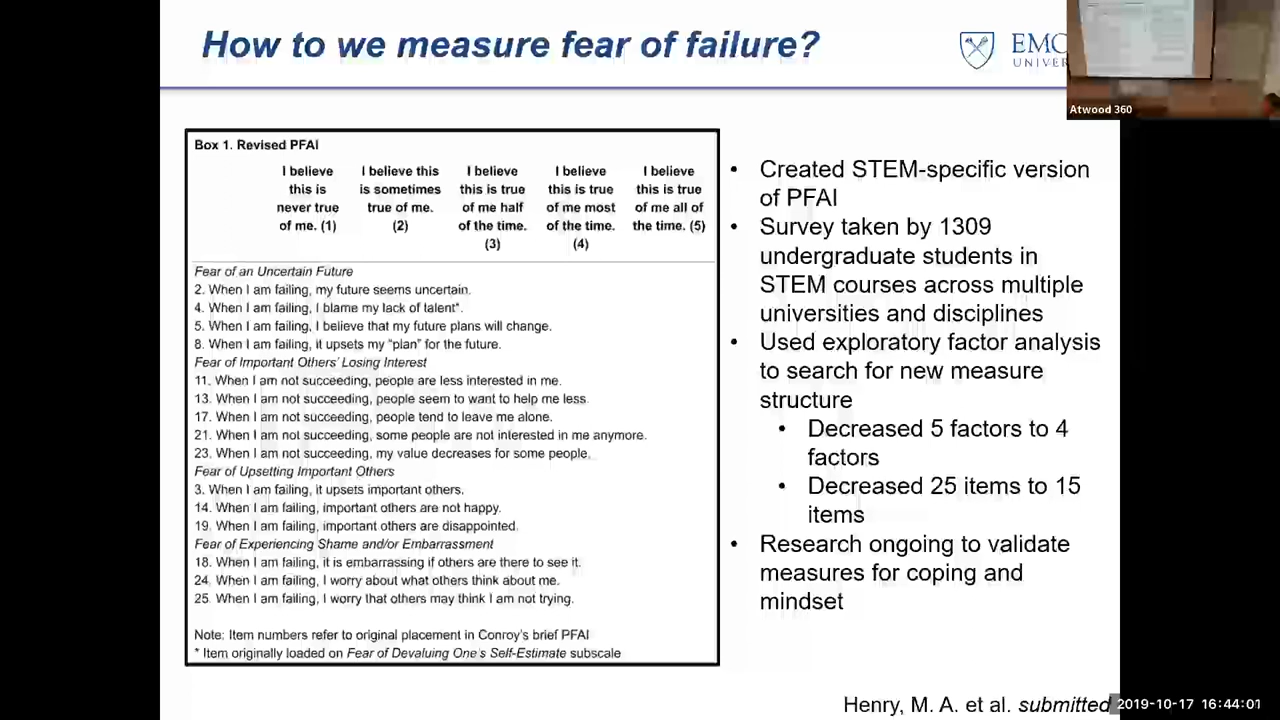 How to we measure fear of failure?
EMO
UNIVER
Atwood 360
Box 1. Revised PFAI
I believe this is never true of me. (1)
I believe this is sometimes true of me. (2)
I believe this is true of me half of the time. (3)
I believe this is true of me most of the time. (4)
I believe this is true of me all of the time. (5)
Fear of an Uncertain Future
2. When I am failing, my future seems uncertain.
4. When I am failing, I blame my lack of talent*.
5. When I am failing, I believe that my future plans will change.
8. When I am failing, it upsets my “plan” for the future.
Fear of Important Others’ Losing Interest
11. When I am not succeeding, people are less interested in me.
13. When I am not succeeding, people seem to want to help me less.
17. When I am not succeeding, people tend to leave me alone.
21. When I am not succeeding, some people are not interested in me anymore.
23. When I am not succeeding, my value decreases for some people.
Fear of Upsetting Important Others
3. When I am failing, it upsets important others.
14. When I am failing, important others are not happy.
19. When I am failing, important others are disappointed.
Fear of Experiencing Shame and/or Embarrassment
18. When I am failing, it is embarrassing if others are there to see it.
24. When I am failing, I worry about what others think about me.
25. When I am failing, I worry that others may think I am not trying.
Note: Item numbers refer to original placement in Conroy’s brief PFAI
* Item originally loaded on Fear of Devaluing One’s Self-Estimate subscale
• Created STEM-specific version
of PFAI
• Survey taken by 1309
undergraduate students in
STEM courses across multiple
universities and disciplines
• Used exploratory factor analysis
to search for new measure
structure
• Decreased 5 factors to 4
factors
• Decreased 25 items to 15
items
• Research ongoing to validate
measures for coping and
mindset
Henry, M. A. et al. submitted
2019-10-17 16:44:01